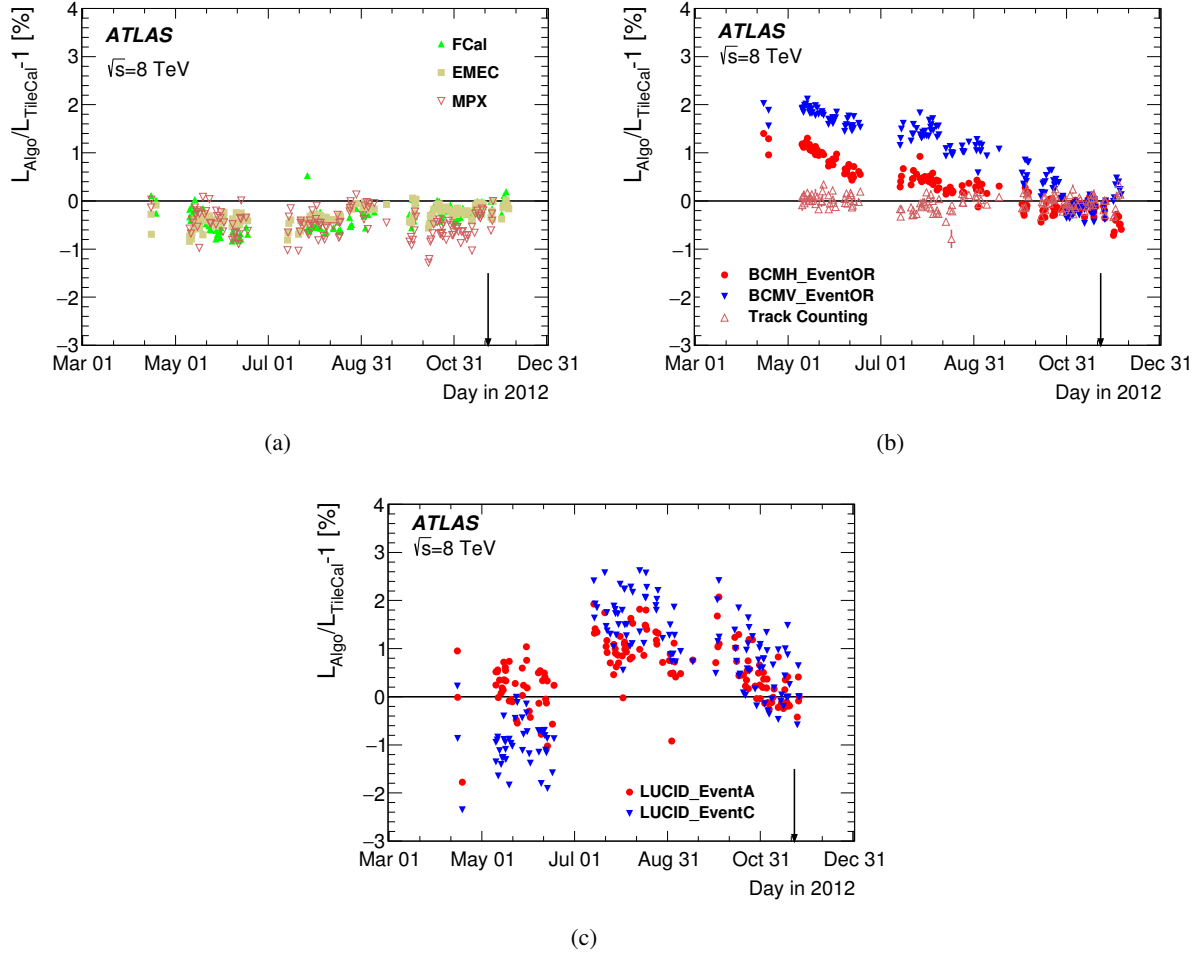 L_Algo/L_TileCal-1 [%]
4
3
2
1
0
−1
−2
−3
ATLAS
√s=8 TeV
FCal
EMEC
MPX
Mar 01 May 01 Jul 01 Aug 31 Oct 31 Dec 31
Day in 2012
(a)
L_Algo/L_TileCal-1 [%]
4
3
2
1
0
−1
−2
−3
ATLAS
√s=8 TeV
BCMH_EventOR
BCMV_EventOR
Track Counting
Mar 01 May 01 Jul 01 Aug 31 Oct 31 Dec 31
Day in 2012
(b)
L_Algo/L_TileCal-1 [%]
4
3
2
1
0
−1
−2
−3
ATLAS
√s=8 TeV
LUCID_EventA
LUCID_EventC
Mar 01 May 01 Jul 01 Aug 31 Oct 31 Dec 31
Day in 2012
(c)